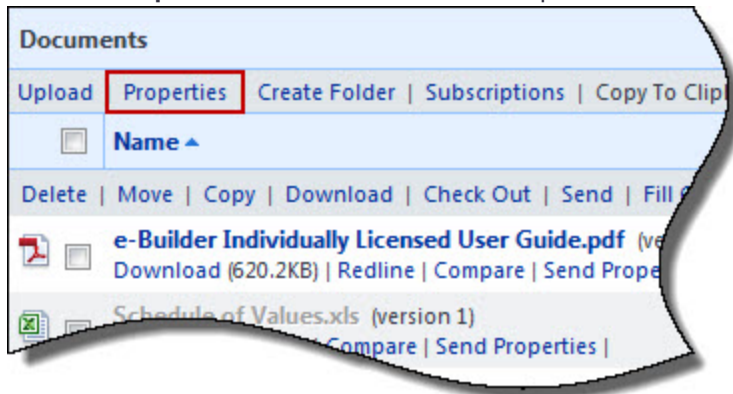 Documents
Upload Properties Create Folder | Subscriptions | Copy To
Name
Delete | Move | Copy | Download | Check Out | Send | Fill
e-Builder Individually Licensed User Guide.pdf
Download (620.2KB) | Redline | Compare | Send
Schedule of Values.xls (version 1)
Compare | Send Properties |